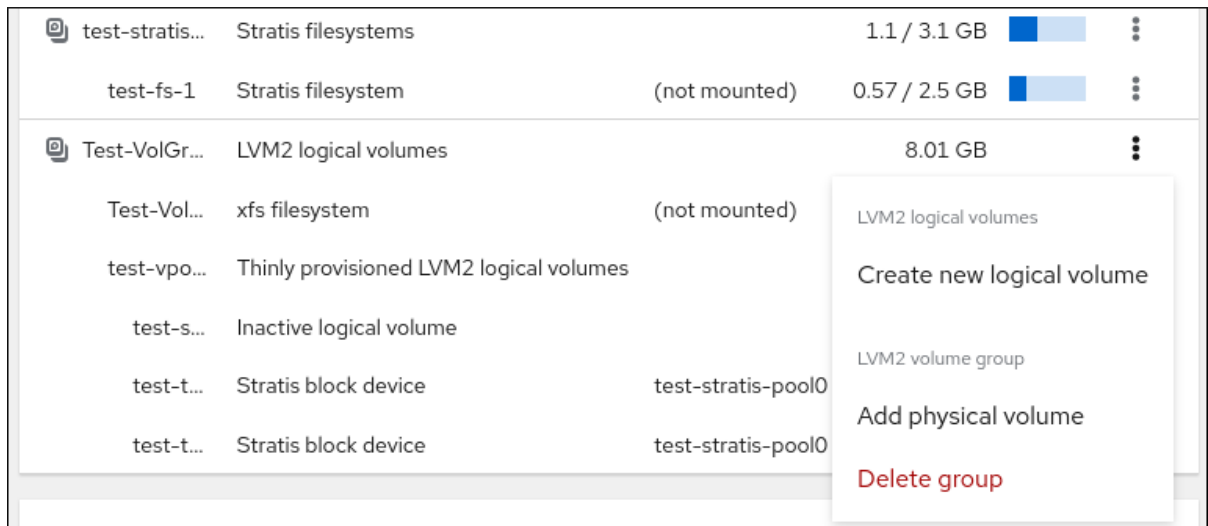 test-stratis... Stratis filesystems 1.1 / 3.1 GB
test-fs-1 Stratis filesystem (not mounted) 0.57 / 2.5 GB
Test-VolGr... LVM2 logical volumes 8.01 GB
Test-Vol... xfs filesystem (not mounted)
test-vpo... Thinly provisioned LVM2 logical volumes
test-s... Inactive logical volume
test-t... Stratis block device test-stratis-pool0
test-t... Stratis block device test-stratis-pool0
LVM2 logical volumes
Create new logical volume
LVM2 volume group
Add physical volume
Delete group